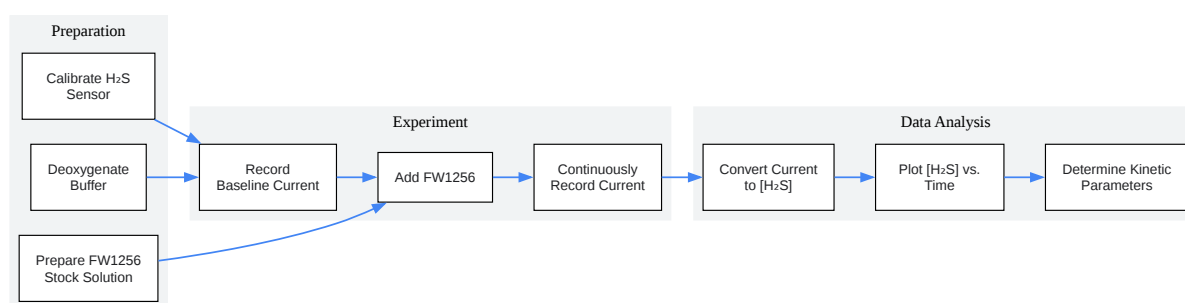 Preparation
Calibrate H₂S
Sensor
Deoxygenate
Buffer
Prepare FW1256
Stock Solution
Experiment
Record
Baseline Current
Add FW1256
Continuously
Record Current
Data Analysis
Convert Current
to [H₂S]
Plot [H₂S] vs.
Time
Determine Kinetic
Parameters